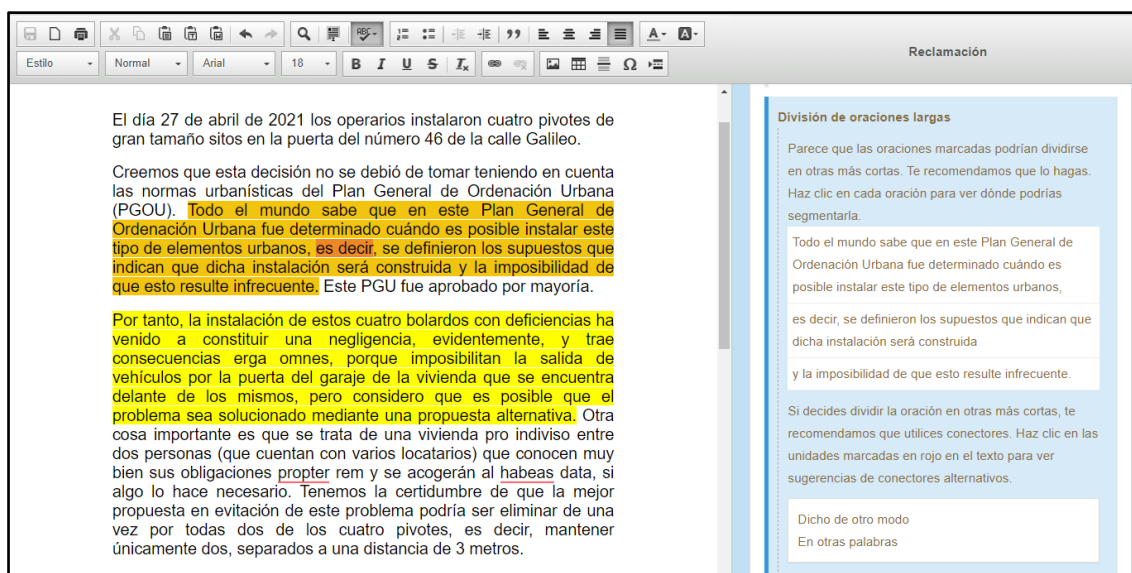 Reclamación
Estilo
Normal
Arial
18
B I U S Ix
El día 27 de abril de 2021 los operarios instalaron cuatro pivotes de
gran tamaño sitos en la puerta del número 46 de la calle Galileo.
Creemos que esta decisión no se debió de tomar teniendo en cuenta
las normas urbanísticas del Plan General de Ordenación Urbana
(PGOU). Todo el mundo sabe que en este Plan General de
Ordenación Urbana fue determinado cuándo es posible instalar este
tipo de elementos urbanos, es decir, se definieron los supuestos que
indican que dicha instalación será construida y la imposibilidad de
que esto resulte infrecuente. Este PGU fue aprobado por mayoría.
Por tanto, la instalación de estos cuatro bolardos con deficiencias ha
venido a constituir una negligencia, evidentemente, y trae
consecuencias erga omnes, porque imposibilitan la salida de
vehículos por la puerta del garaje de la vivienda que se encuentra
delante de los mismos, pero considero que es posible que el
problema sea solucionado mediante una propuesta alternativa. Otra
cosa importante es que se trata de una vivienda pro indiviso entre
dos personas (que cuentan con varios locatarios) que conocen muy
bien sus obligaciones propter rem y se acogerán al habeas data, si
algo lo hace necesario. Tenemos la certidumbre de que la mejor
propuesta en evitación de este problema podría ser eliminar de una
vez por todas dos de los cuatro pivotes, es decir, mantener
únicamente dos, separados a una distancia de 3 metros.
División de oraciones largas
Parece que las oraciones marcadas podrían dividirse
en otras más cortas. Te recomendamos que lo hagas.
Haz clic en cada oración para ver dónde podrías
segmentarla.
Todo el mundo sabe que en este Plan General de
Ordenación Urbana fue determinado cuándo es
posible instalar este tipo de elementos urbanos,
es decir, se definieron los supuestos que indican que
dicha instalación será construida
y la imposibilidad de que esto resulte infrecuente.
Si decides dividir la oración en otras más cortas, te
recomendamos que utilices conectores. Haz clic en las
unidades marcadas en rojo en el texto para ver
sugerencias de conectores alternativos.
Dicho de otro modo
En otras palabras